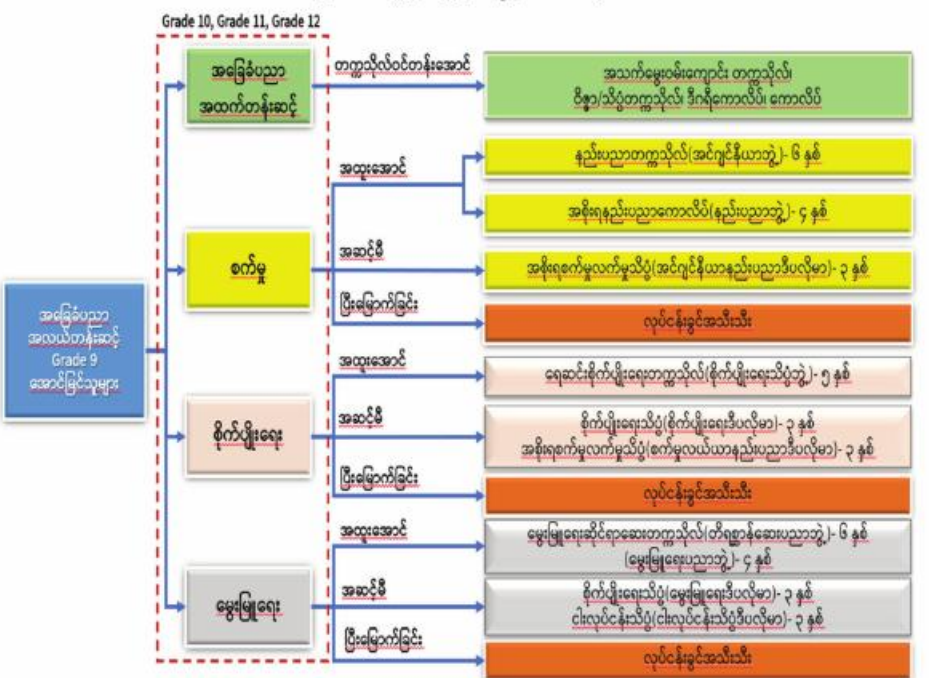 Grade 10, Grade 11, Grade 12
အခြေခံပညာ
အလယ်တန်းဆင့်
Grade 9
အောင်မြင်သူများ
အခြေခံပညာ
အထက်တန်းဆင့်
တက္ကသိုလ်ဝင်တန်းအောင်
အသက်မွေးဝမ်းကျောင်း တက္ကသိုလ်၊
ဝိဇ္ဇာ/သိပ္ပံတက္ကသိုလ်၊ ဒီဂရီကောလိပ်၊ ကောလိပ်
စက်မှု
အထူးအောင်
နည်းပညာတက္ကသိုလ်(အင်ဂျင်နီယာဘွဲ့)- ၆ နှစ်
အစိုးရနည်းပညာကောလိပ်(နည်းပညာဘွဲ့)- ၄ နှစ်
အဆင့်မီ
အစိုးရစက်မှုလက်မှုသိပ္ပံ(အင်ဂျင်နီယာနည်းပညာဒီပလိုမာ)- ၃ နှစ်
ပြီးမြောက်ခြင်း
လုပ်ငန်းခွင်အသီးသီး
စိုက်ပျိုးရေး
အထူးအောင်
ရေဆင်းစိုက်ပျိုးရေးတက္ကသိုလ်(စိုက်ပျိုးရေးသိပ္ပံဘွဲ့)- ၅ နှစ်
အဆင့်မီ
စိုက်ပျိုးရေးသိပ္ပံ(စိုက်ပျိုးရေးဒီပလိုမာ)- ၃ နှစ်
အစိုးရစက်မှုလက်မှုသိပ္ပံ(စက်မှုလယ်ယာနည်းပညာဒီပလိုမာ)- ၃ နှစ်
ပြီးမြောက်ခြင်း
လုပ်ငန်းခွင်အသီးသီး
မွေးမြူရေး
အထူးအောင်
မွေးမြူရေးဆိုင်ရာဆေးတက္ကသိုလ်(တိရစ္ဆာန်ဆေးပညာဘွဲ့)- ၆ နှစ်
(မွေးမြူရေးပညာဘွဲ့)- ၄ နှစ်
အဆင့်မီ
စိုက်ပျိုးရေးသိပ္ပံ(မွေးမြူရေးဒီပလိုမာ)- ၃ နှစ်
ငါးလုပ်ငန်းသိပ္ပံ(ငါးလုပ်ငန်းသိပ္ပံဒီပလိုမာ)- ၃ နှစ်
ပြီးမြောက်ခြင်း
လုပ်ငန်းခွင်အသီးသီး